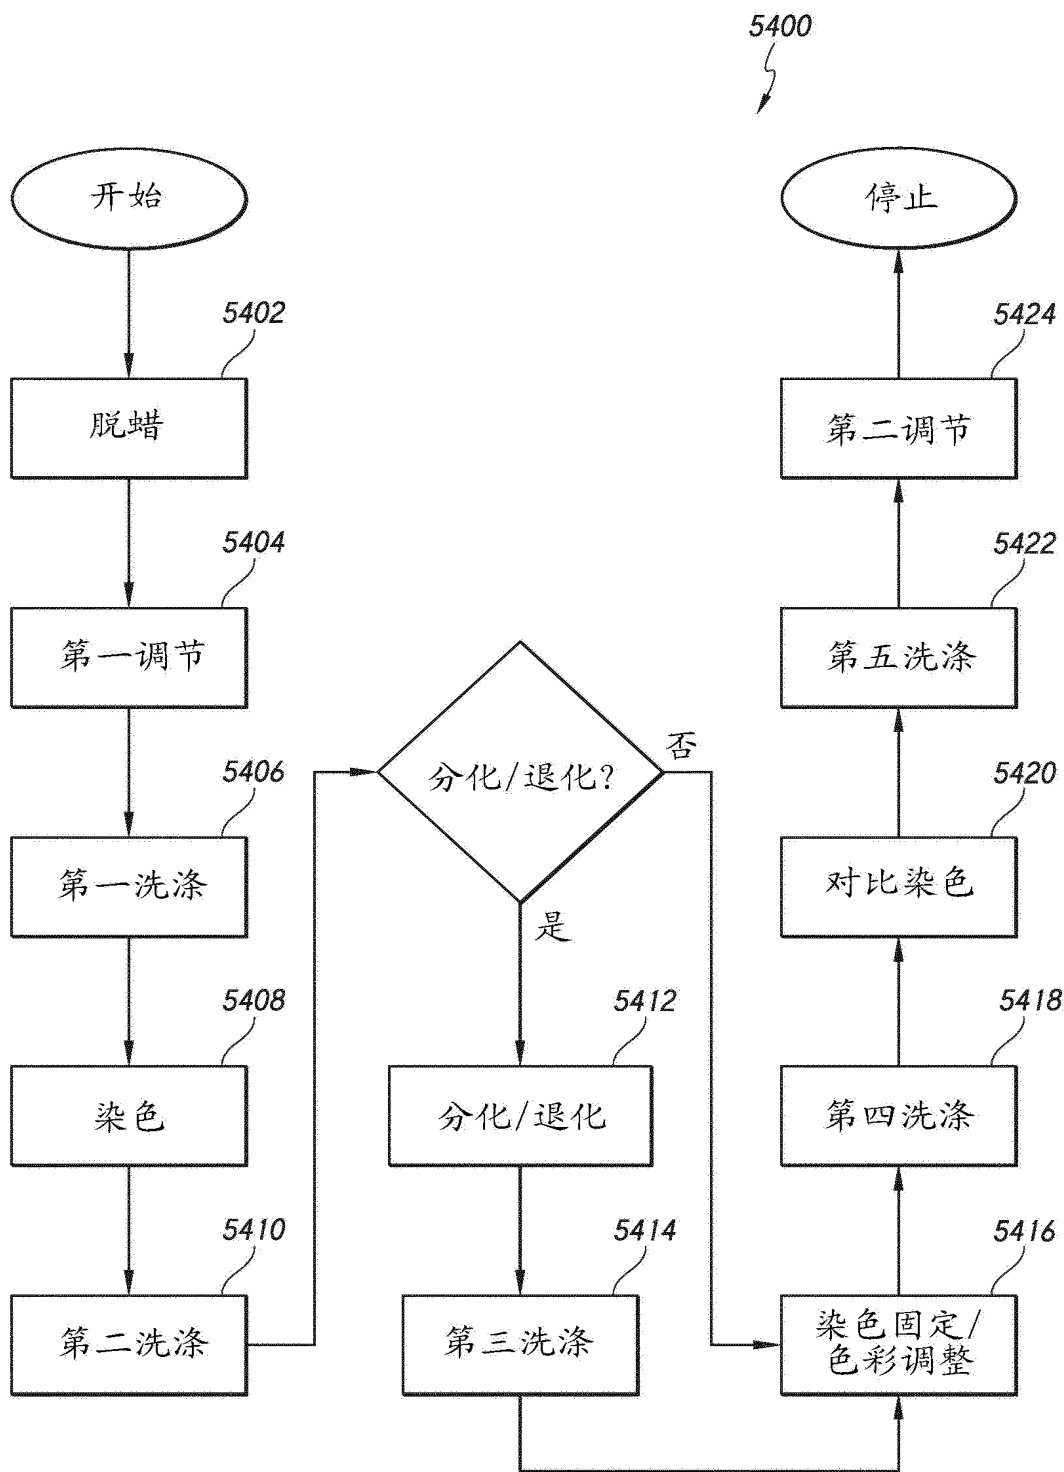 5400
开始
5402
脱蜡
5404
第一调节
5406
第一洗涤
5408
染色
5410
第二洗涤
分化/退化?
否
是
5412
分化/退化
5414
第三洗涤
5416
染色固定/
色彩调整
5418
第四洗涤
5420
对比染色
5422
第五洗涤
5424
第二调节
停止